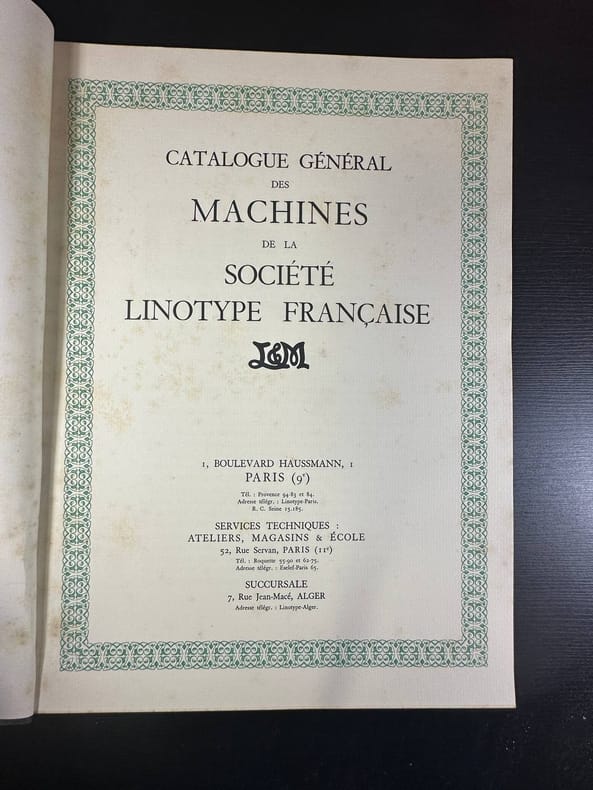 CATALOGUE GÉNÉRAL
DES
MACHINES
DE LA
SOCIÉTÉ
LINOTYPE FRANÇAISE
L&M
1, BOULEVARD HAUSSMANN, 1
PARIS (9e)
Tél. : Provence 94-83 et 84.
Adresse télégr. : Linotype-Paris.
R. C. Seine 15.185.
SERVICES TECHNIQUES :
ATELIERS, MAGASINS & ÉCOLE
52, Rue Servan, PARIS (11e)
Tél. : Roquette 55-90 et 62-75.
Adresse télégr. : Eselef-Paris 65.
SUCCURSALE
7, Rue Jean-Macé, ALGER
Adresse télégr. : Linotype-Alger.